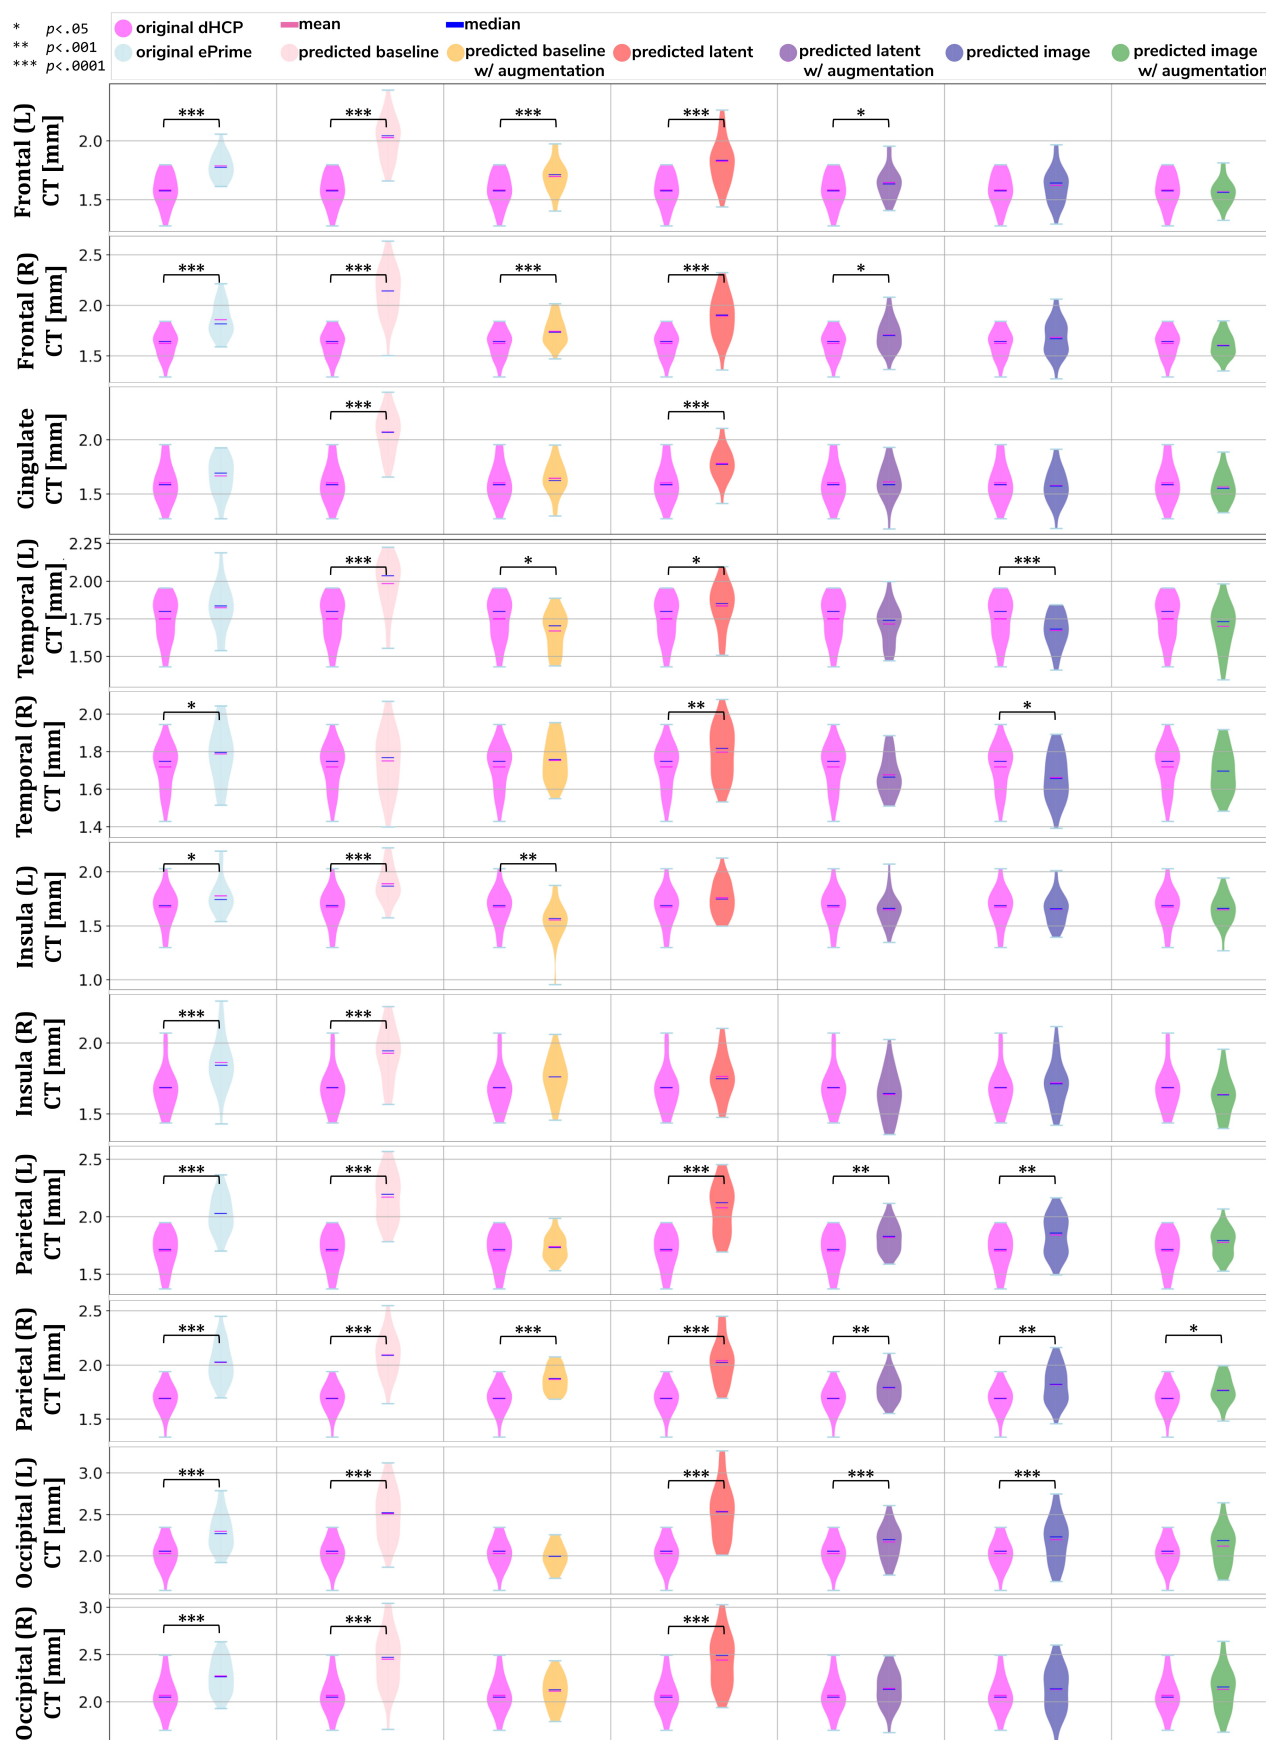 * p<.05
** p<.001
*** p<.0001
original dHCP mean median
original ePrime predicted baseline predicted baseline w/ augmentation predicted latent predicted latent w/ augmentation predicted image predicted image w/ augmentation
Frontal (L)
CT [mm]
2.0
1.5
*** *** *** *** *
Frontal (R)
CT [mm]
2.5
2.0
1.5
*** *** *** *** *
Cingulate
CT [mm]
2.0
1.5
*** ***
Temporal (L)
CT [mm]
2.25
2.00
1.75
1.50
*** * * ***
Temporal (R)
CT [mm]
2.0
1.8
1.6
1.4
* ** *
Insula (L)
CT [mm]
2.0
1.5
1.0
* *** **
Insula (R)
CT [mm]
2.0
1.5
*** ***
Parietal (L)
CT [mm]
2.5
2.0
1.5
*** *** *** ** **
Parietal (R)
CT [mm]
2.5
2.0
1.5
*** *** *** *** ** ** *
Occipital (L)
CT [mm]
3.0
2.5
2.0
*** *** *** *** ***
Occipital (R)
CT [mm]
3.0
2.5
2.0
*** *** ***